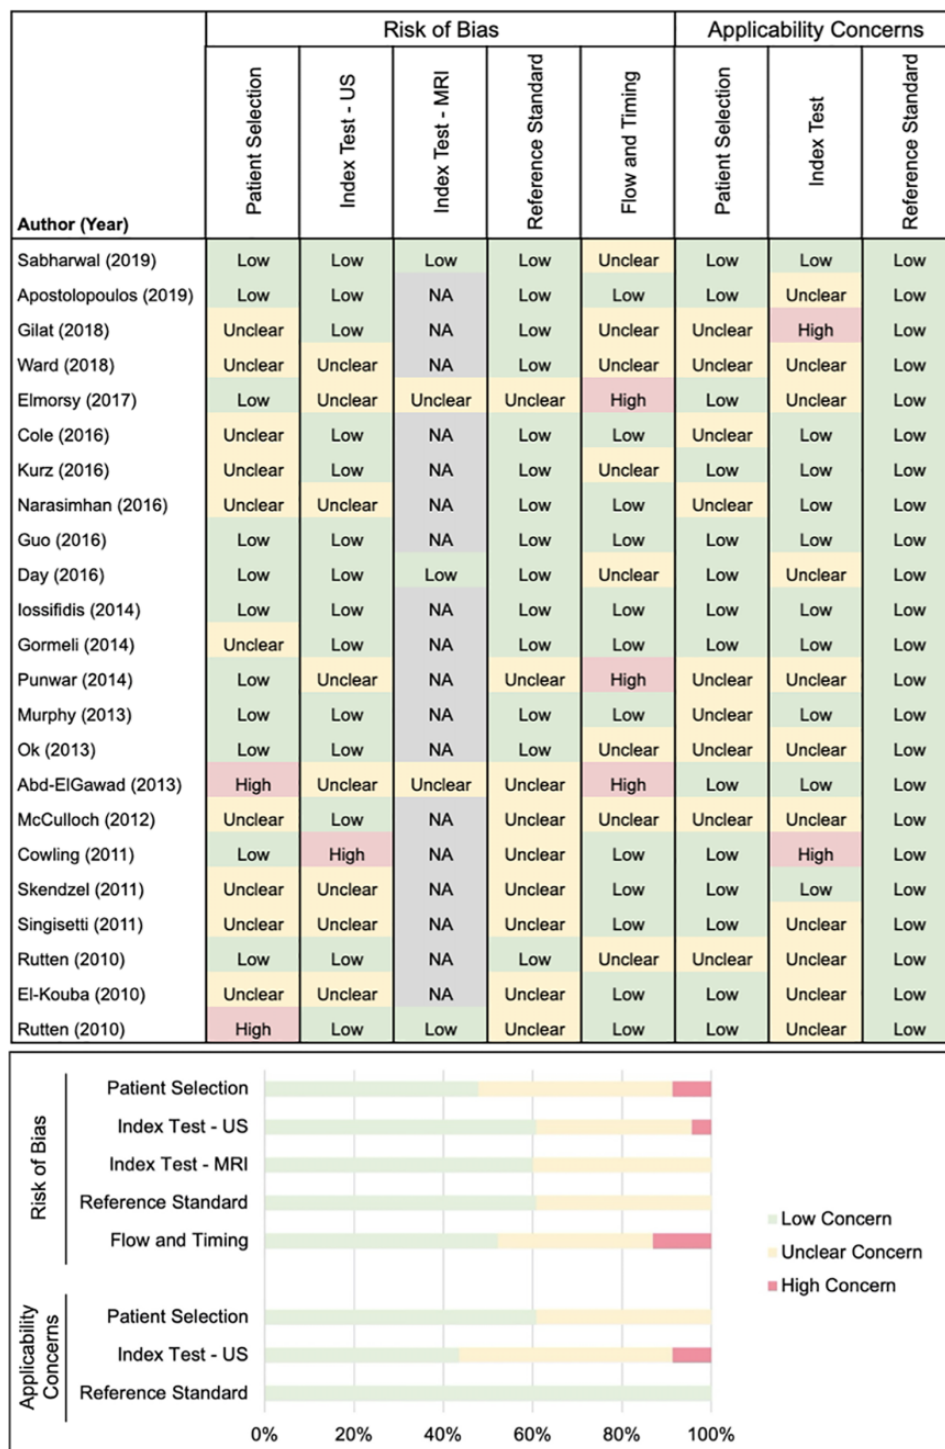 Risk of Bias Applicability Concerns
Author (Year) Patient Selection Index Test - US Index Test - MRI Reference Standard Flow and Timing Patient Selection Index Test Reference Standard
Sabharwal (2019) Low Low Low Low Unclear Low Low Low
Apostolopoulos (2019) Low Low NA Low Low Low Unclear Low
Gilat (2018) Unclear Low NA Low Unclear Unclear High Low
Ward (2018) Unclear Unclear NA Low Unclear Unclear Unclear Low
Elmorsy (2017) Low Unclear Unclear Unclear High Low Unclear Low
Cole (2016) Unclear Low NA Low Low Unclear Low Low
Kurz (2016) Unclear Low NA Low Unclear Low Low Low
Narasimhan (2016) Unclear Unclear NA Low Low Unclear Low Low
Guo (2016) Low Low NA Low Low Low Low Low
Day (2016) Low Low Low Low Unclear Low Unclear Low
Iossifidis (2014) Low Low NA Low Low Low Low Low
Gormeli (2014) Unclear Low NA Low Low Low Low Low
Punwar (2014) Low Unclear NA Unclear High Unclear Unclear Low
Murphy (2013) Low Low NA Low Low Unclear Low Low
Ok (2013) Low Low NA Low Unclear Unclear Unclear Low
Abd-ElGawad (2013) High Unclear Unclear Unclear High Low Low Low
McCulloch (2012) Unclear Low NA Unclear Unclear Unclear Unclear Low
Cowling (2011) Low High NA Unclear Low Low High Low
Skendzel (2011) Unclear Unclear NA Unclear Low Low Low Low
Singisetti (2011) Unclear Unclear NA Unclear Low Low Unclear Low
Rutten (2010) Low Low NA Low Unclear Unclear Unclear Low
El-Kouba (2010) Unclear Unclear NA Unclear Low Low Unclear Low
Rutten (2010) High Low Low Unclear Low Low Unclear Low
Risk of Bias
Patient Selection
Index Test - US
Index Test - MRI
Reference Standard
Flow and Timing
Applicability
Concerns
Patient Selection
Index Test - US
Reference Standard
0% 20% 40% 60% 80% 100%
Low Concern
Unclear Concern
High Concern